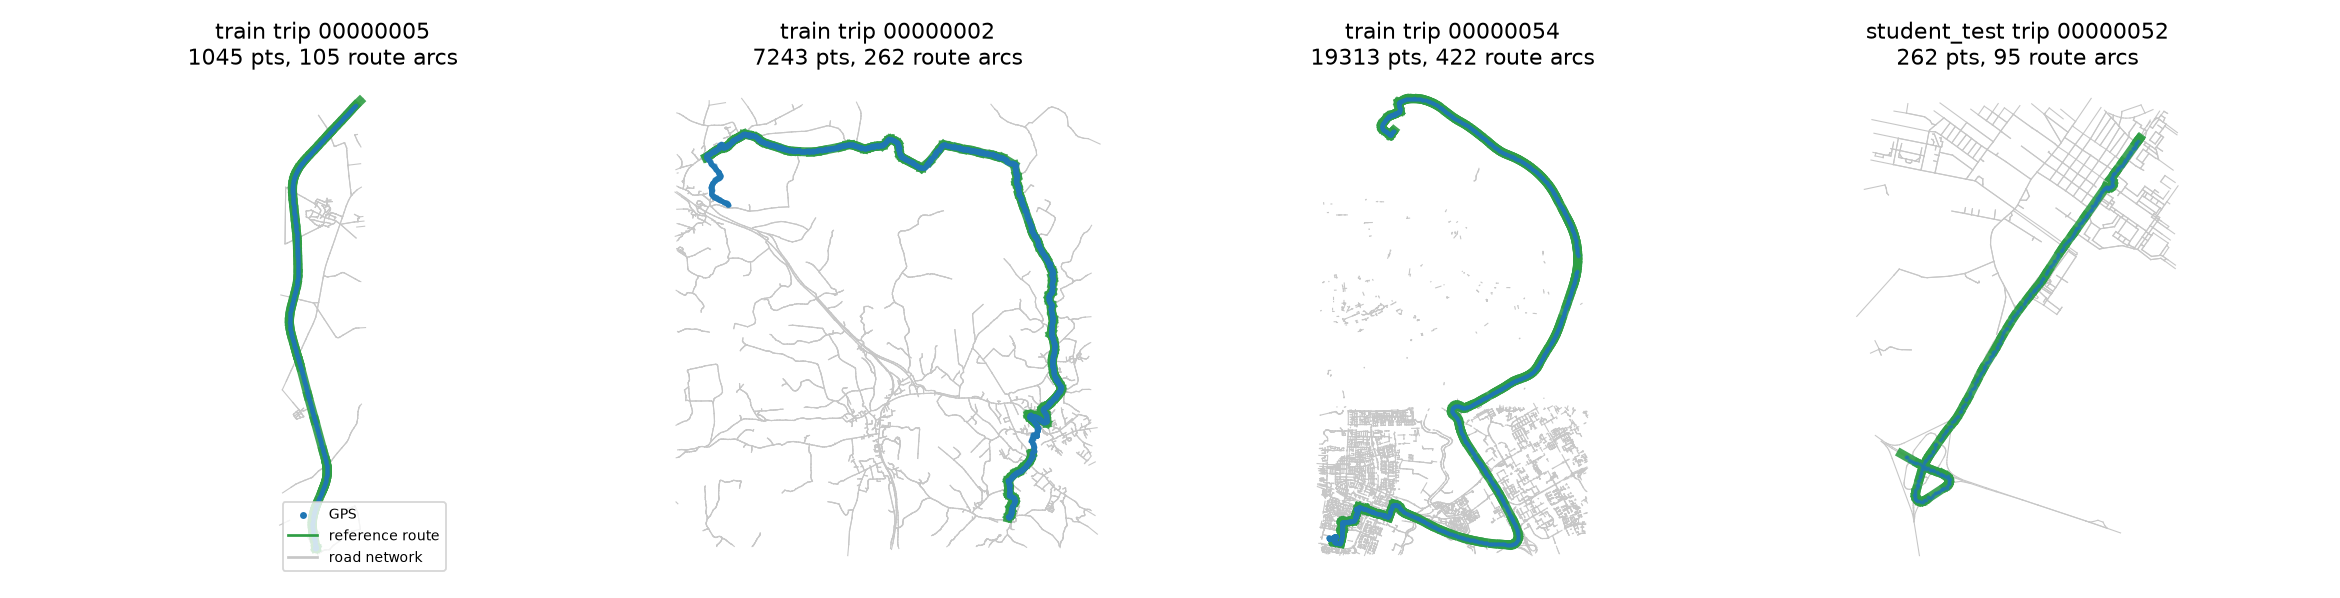 train trip 00000005
1045 pts, 105 route arcs
train trip 00000002
7243 pts, 262 route arcs
train trip 00000054
19313 pts, 422 route arcs
student_test trip 00000052
262 pts, 95 route arcs
GPS
reference route
road network